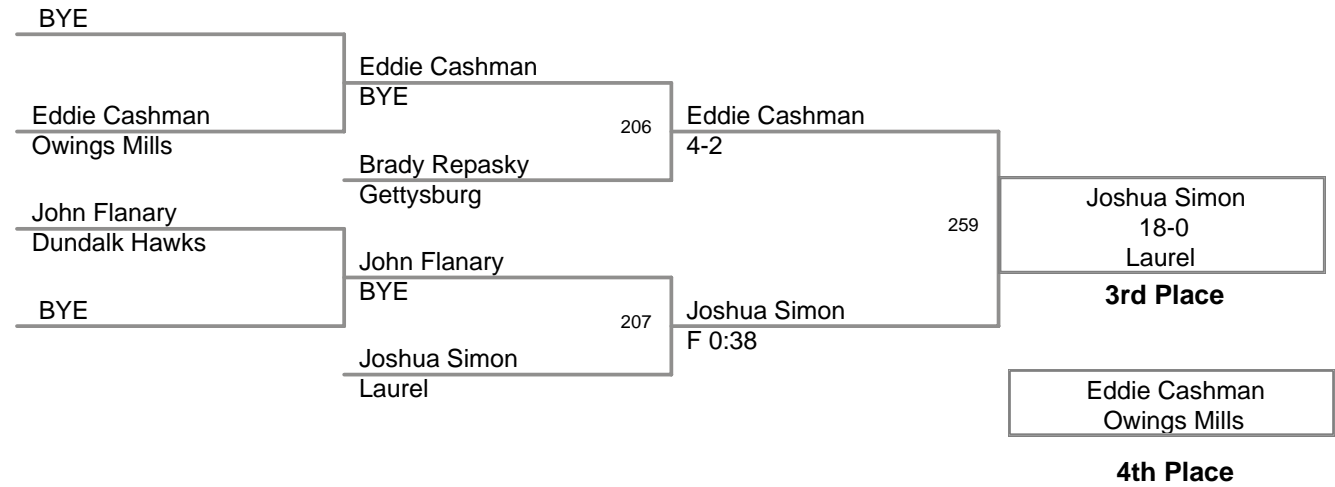 BYE
Eddie Cashman
Owings Mills
John Flanary
Dundalk Hawks
BYE
Eddie Cashman
BYE
206
Brady Repasky
Gettysburg
John Flanary
BYE
207
Joshua Simon
Laurel
Eddie Cashman
4-2
259
Joshua Simon
F 0:38
Joshua Simon
18-0
Laurel
3rd Place
Eddie Cashman
Owings Mills
4th Place